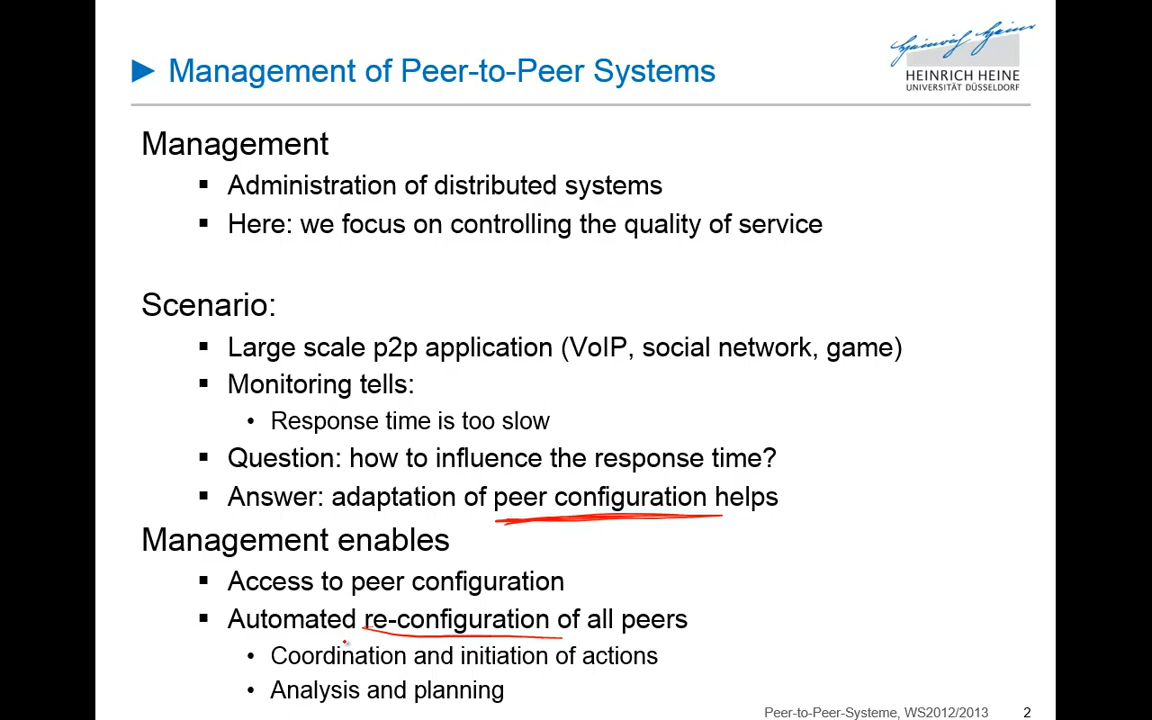 ► Management of Peer-to-Peer Systems
Heinrich Heine
HEINRICH HEINE
UNIVERSITÄT DÜSSELDORF
Management
▪ Administration of distributed systems
▪ Here: we focus on controlling the quality of service
Scenario:
▪ Large scale p2p application (VoIP, social network, game)
▪ Monitoring tells:
• Response time is too slow
▪ Question: how to influence the response time?
▪ Answer: adaptation of peer configuration helps
Management enables
▪ Access to peer configuration
▪ Automated re-configuration of all peers
• Coordination and initiation of actions
• Analysis and planning
Peer-to-Peer-Systeme, WS2012/2013 2